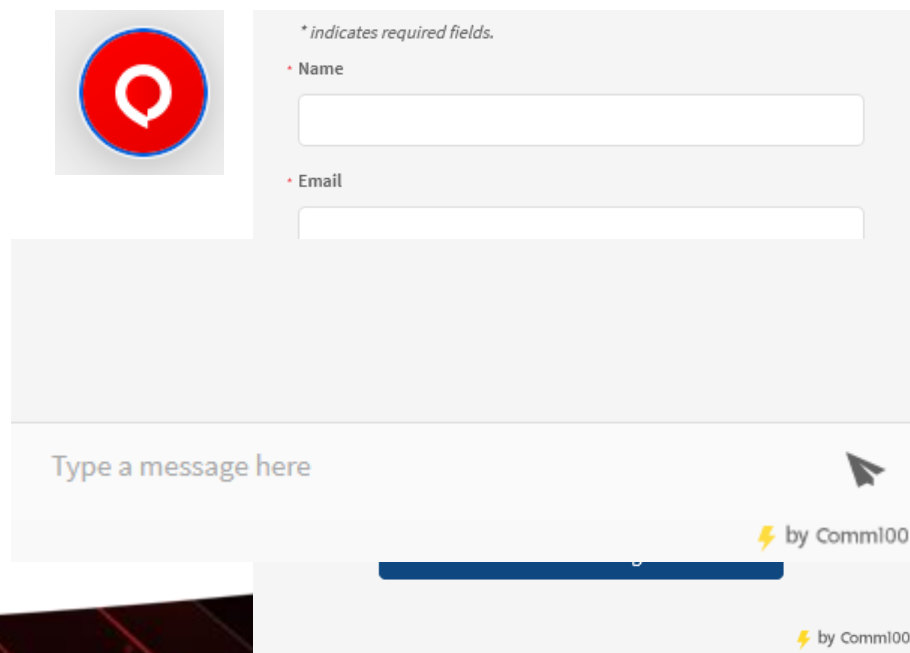 * indicates required fields.
* Name
* Email
Type a message here
by Comm100
by Comm100